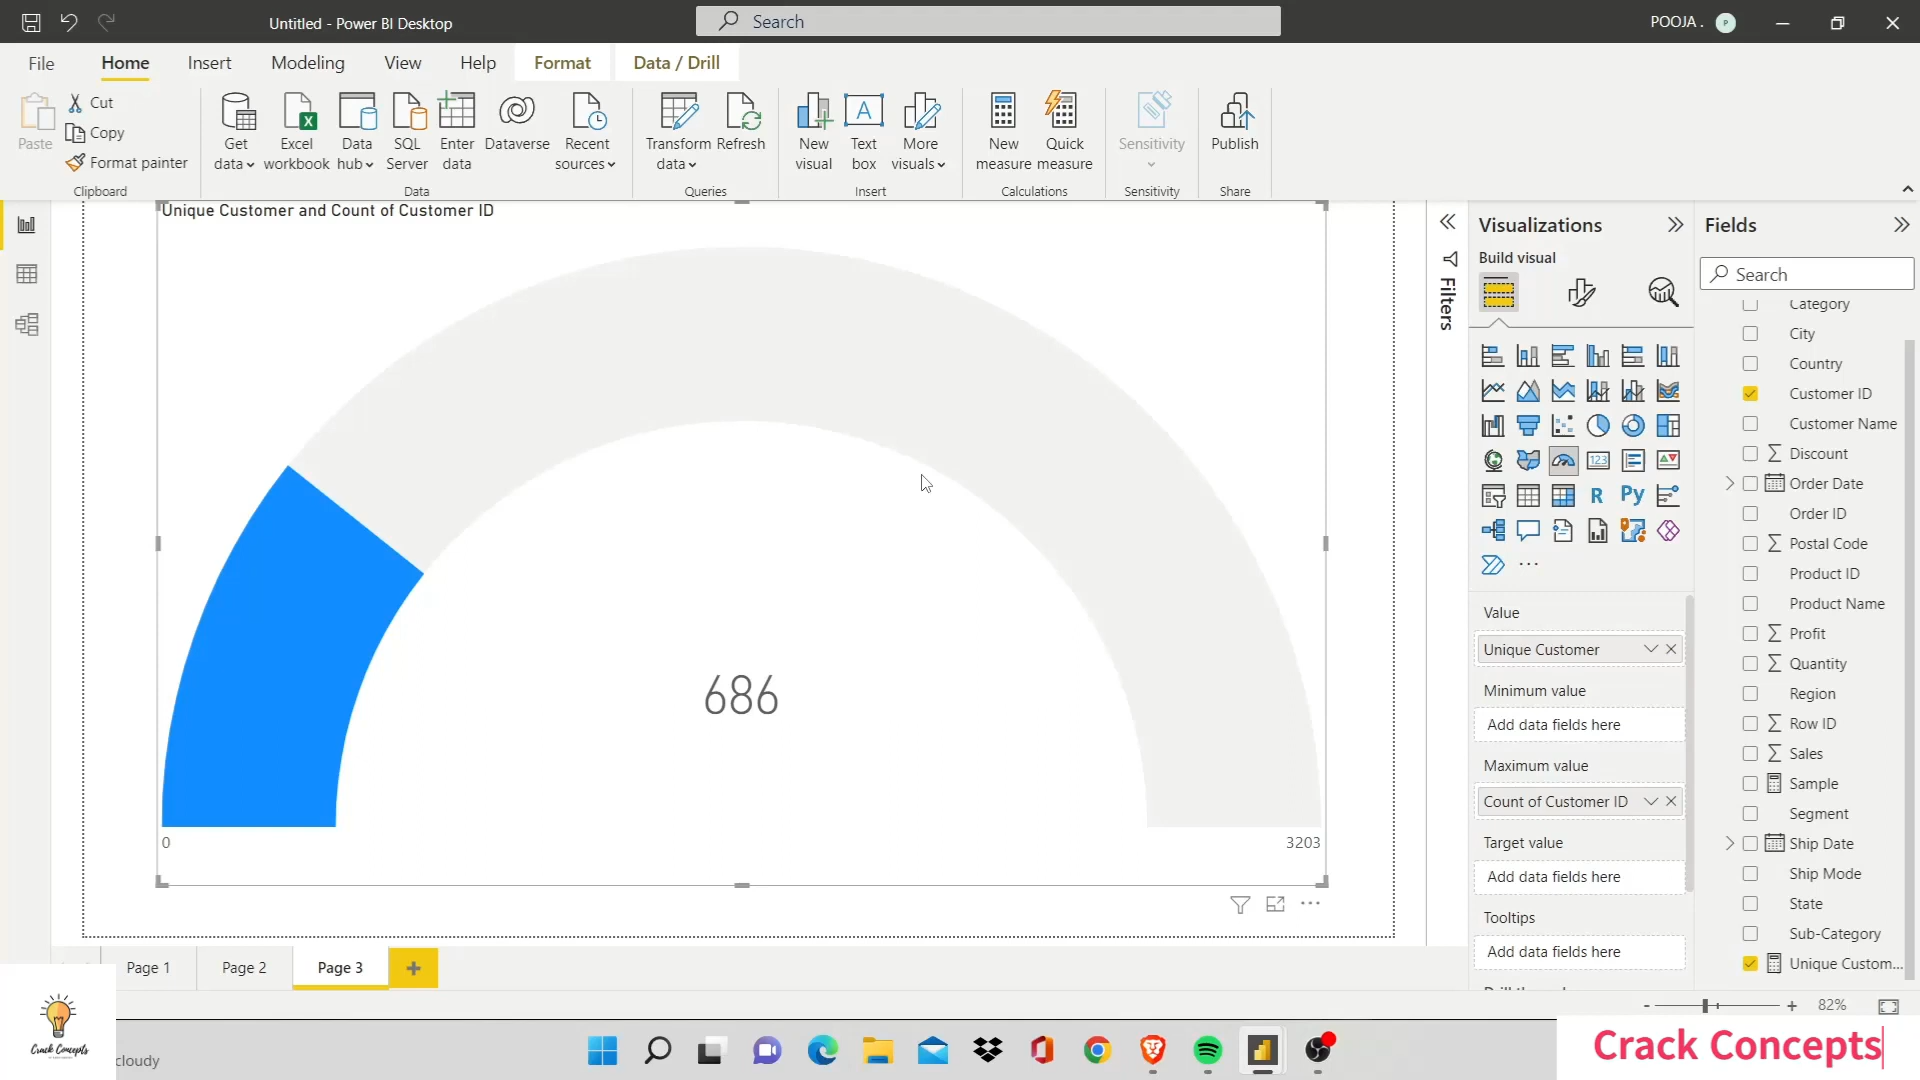 Untitled - Power BI Desktop
Search
POOJA .
P
File
Home
Insert
Modeling
View
Help
Format
Data / Drill
Paste
Cut
Copy
Format painter
Clipboard
Get data
Excel workbook
Data hub
SQL Server
Enter data
Dataverse
Recent sources
Data
Transform data
Refresh
Queries
New visual
Text box
More visuals
Insert
New measure
Quick measure
Calculations
Sensitivity
Sensitivity
Publish
Share
Unique Customer and Count of Customer ID
686
0
3203
Filters
Visualizations
Build visual
123
R
Py
Value
Unique Customer
Minimum value
Add data fields here
Maximum value
Count of Customer ID
Target value
Add data fields here
Tooltips
Add data fields here
Fields
Search
Category
City
Country
Customer ID
Customer Name
Discount
Order Date
Order ID
Postal Code
Product ID
Product Name
Profit
Quantity
Region
Row ID
Sales
Sample
Segment
Ship Date
Ship Mode
State
Sub-Category
Unique Custom...
Page 1
Page 2
Page 3
82%
Crack Concepts
cloudy
Crack Concepts